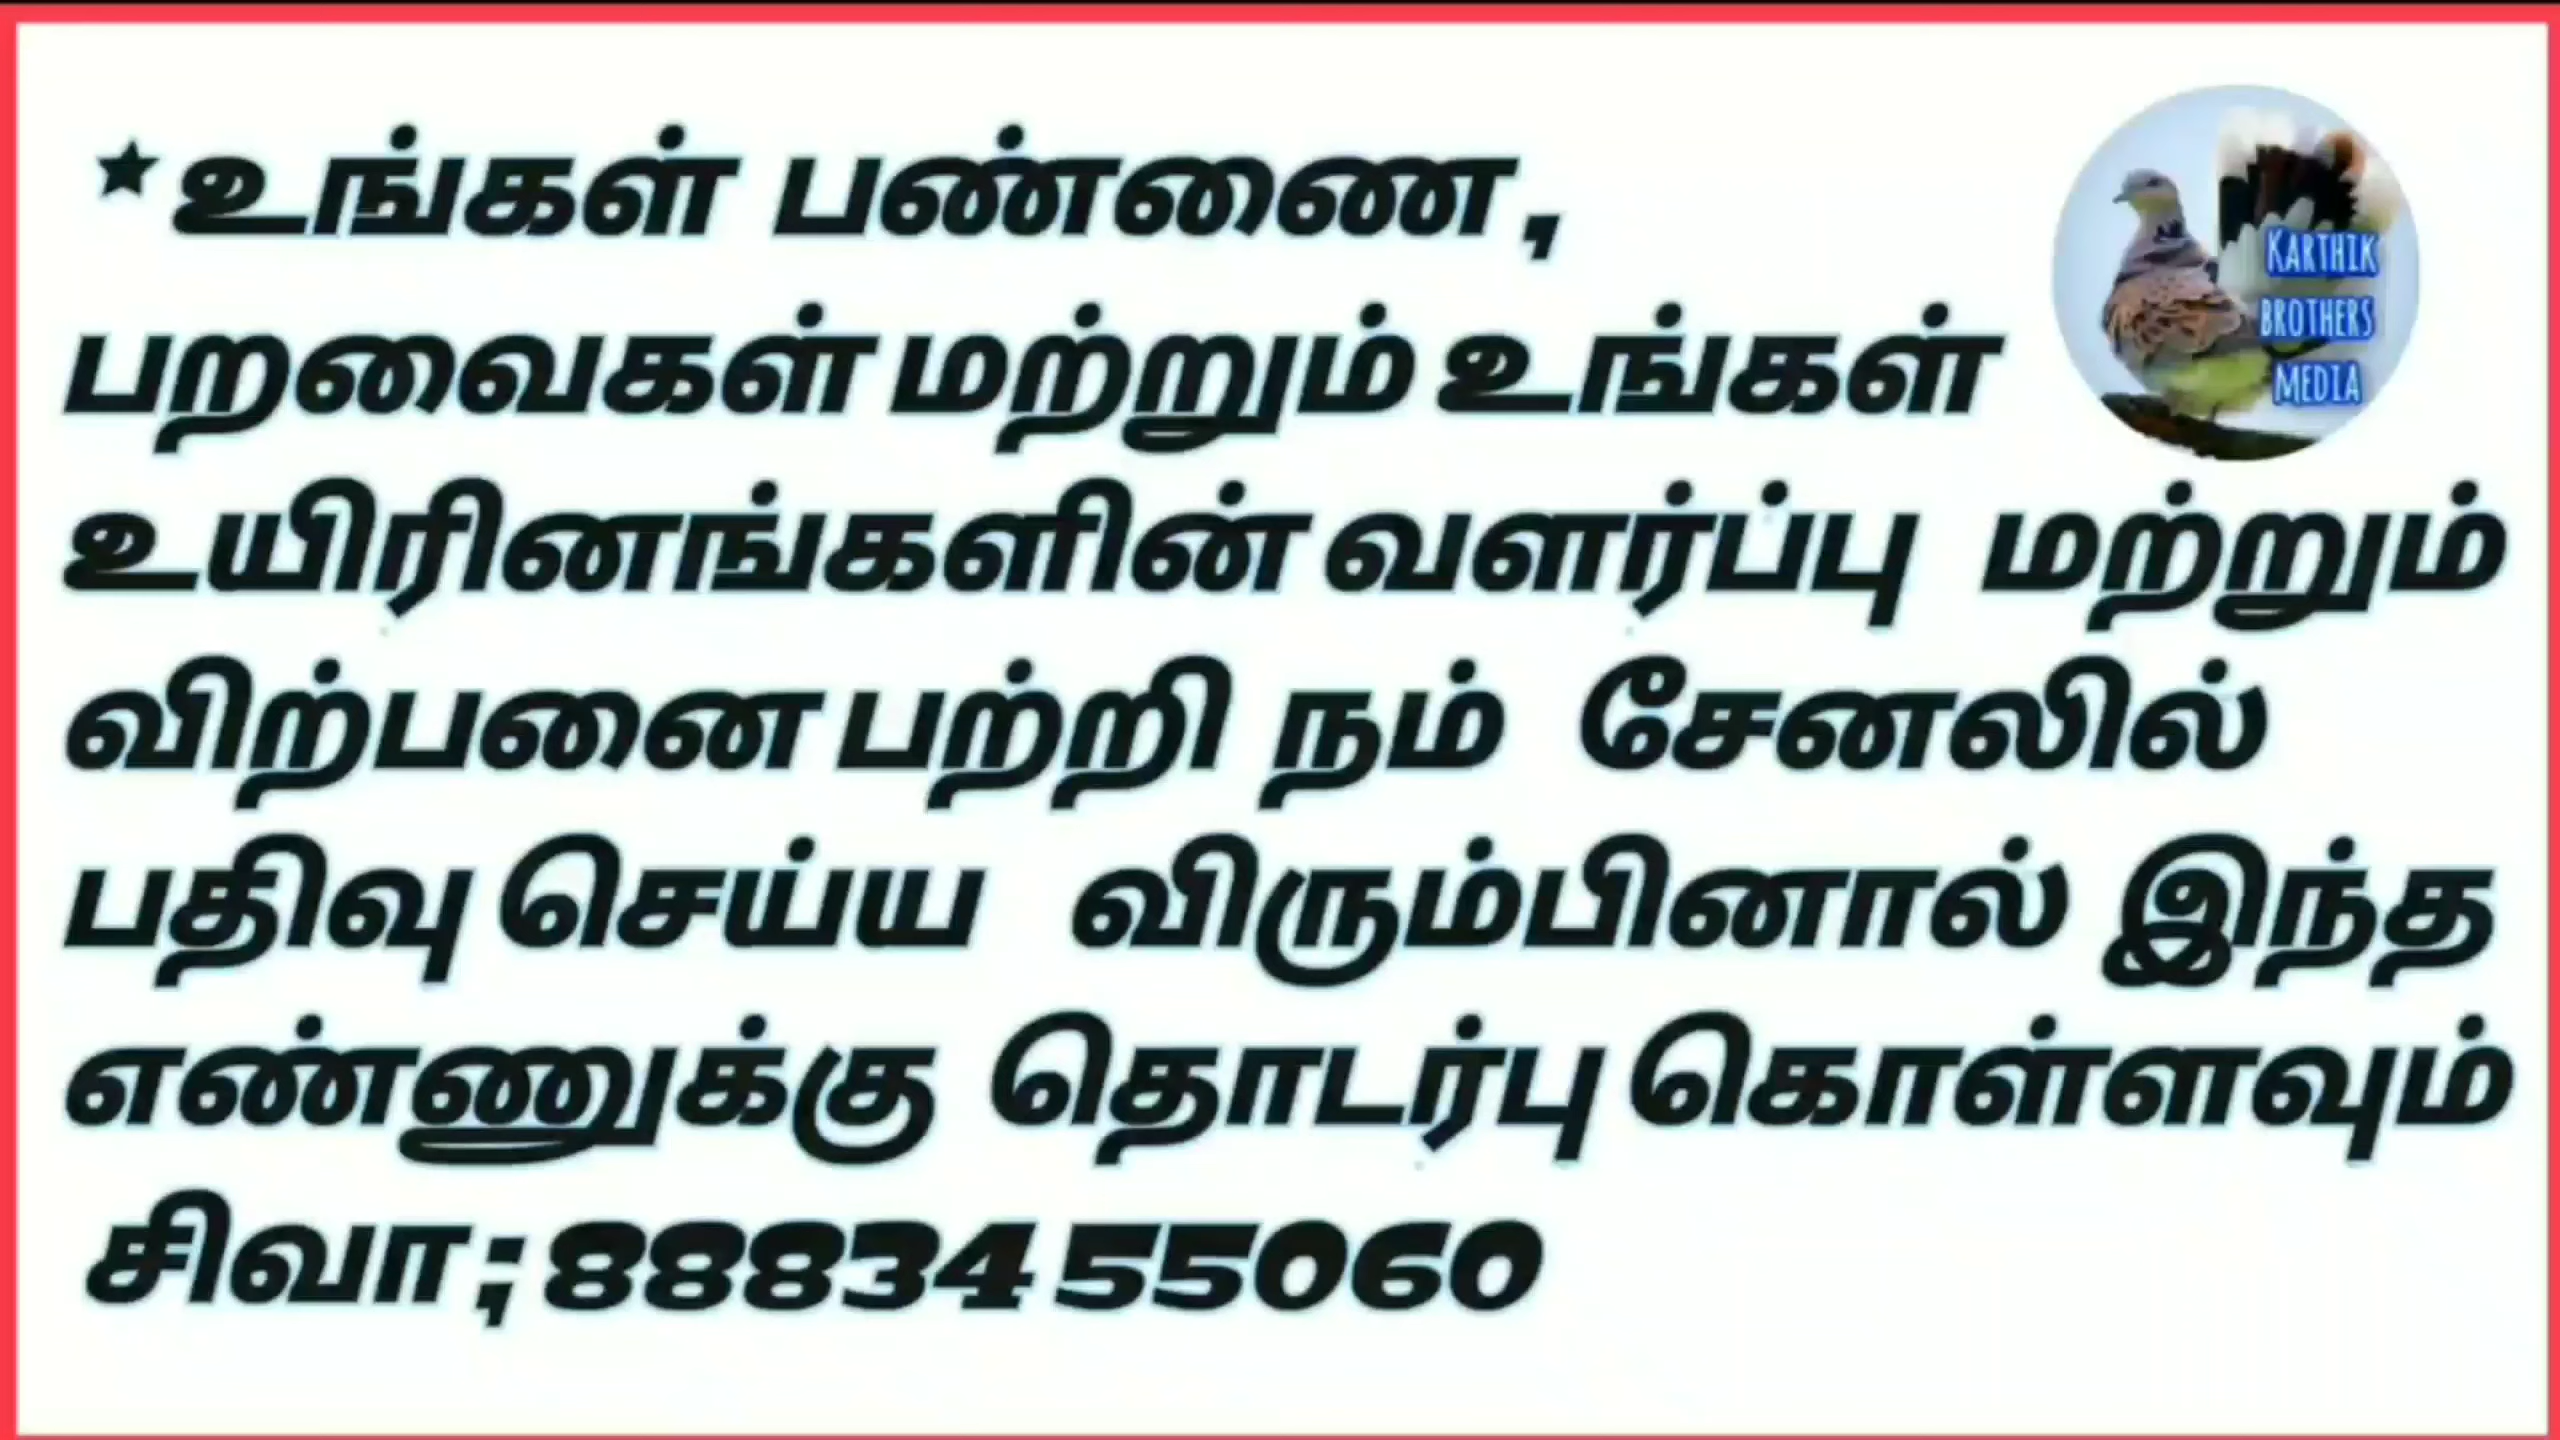 *உங்கள் பண்ணை,
பறவைகள் மற்றும் உங்கள்
உயிரினங்களின் வளர்ப்பு மற்றும்
விற்பனை பற்றி நம் சேனலில்
பதிவு செய்ய விரும்பினால் இந்த
எண்ணுக்கு தொடர்பு கொள்ளவும்
சிவா;88834 55060
KARTHIK
BROTHERS
MEDIA